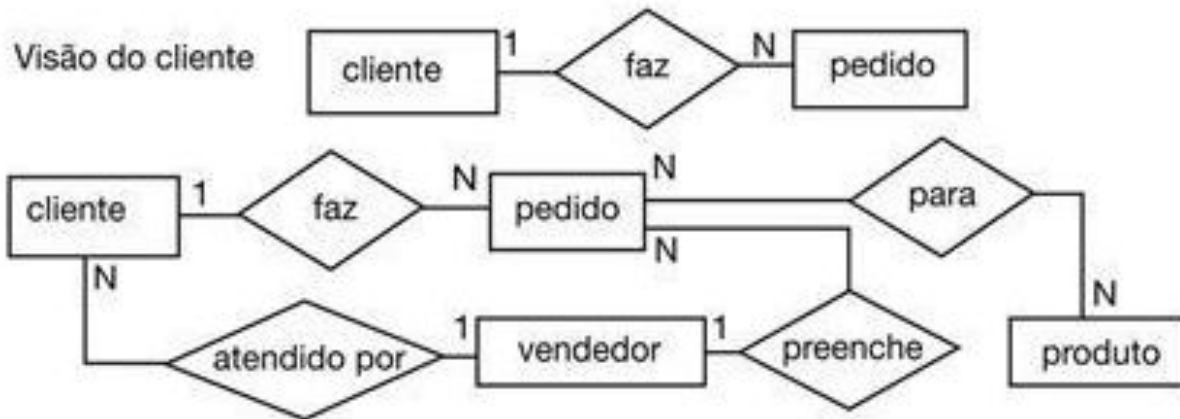 Visão do cliente
cliente 1 faz N pedido
cliente 1 faz N pedido N para
N N N
atendido por 1 vendedor 1 preenche produto